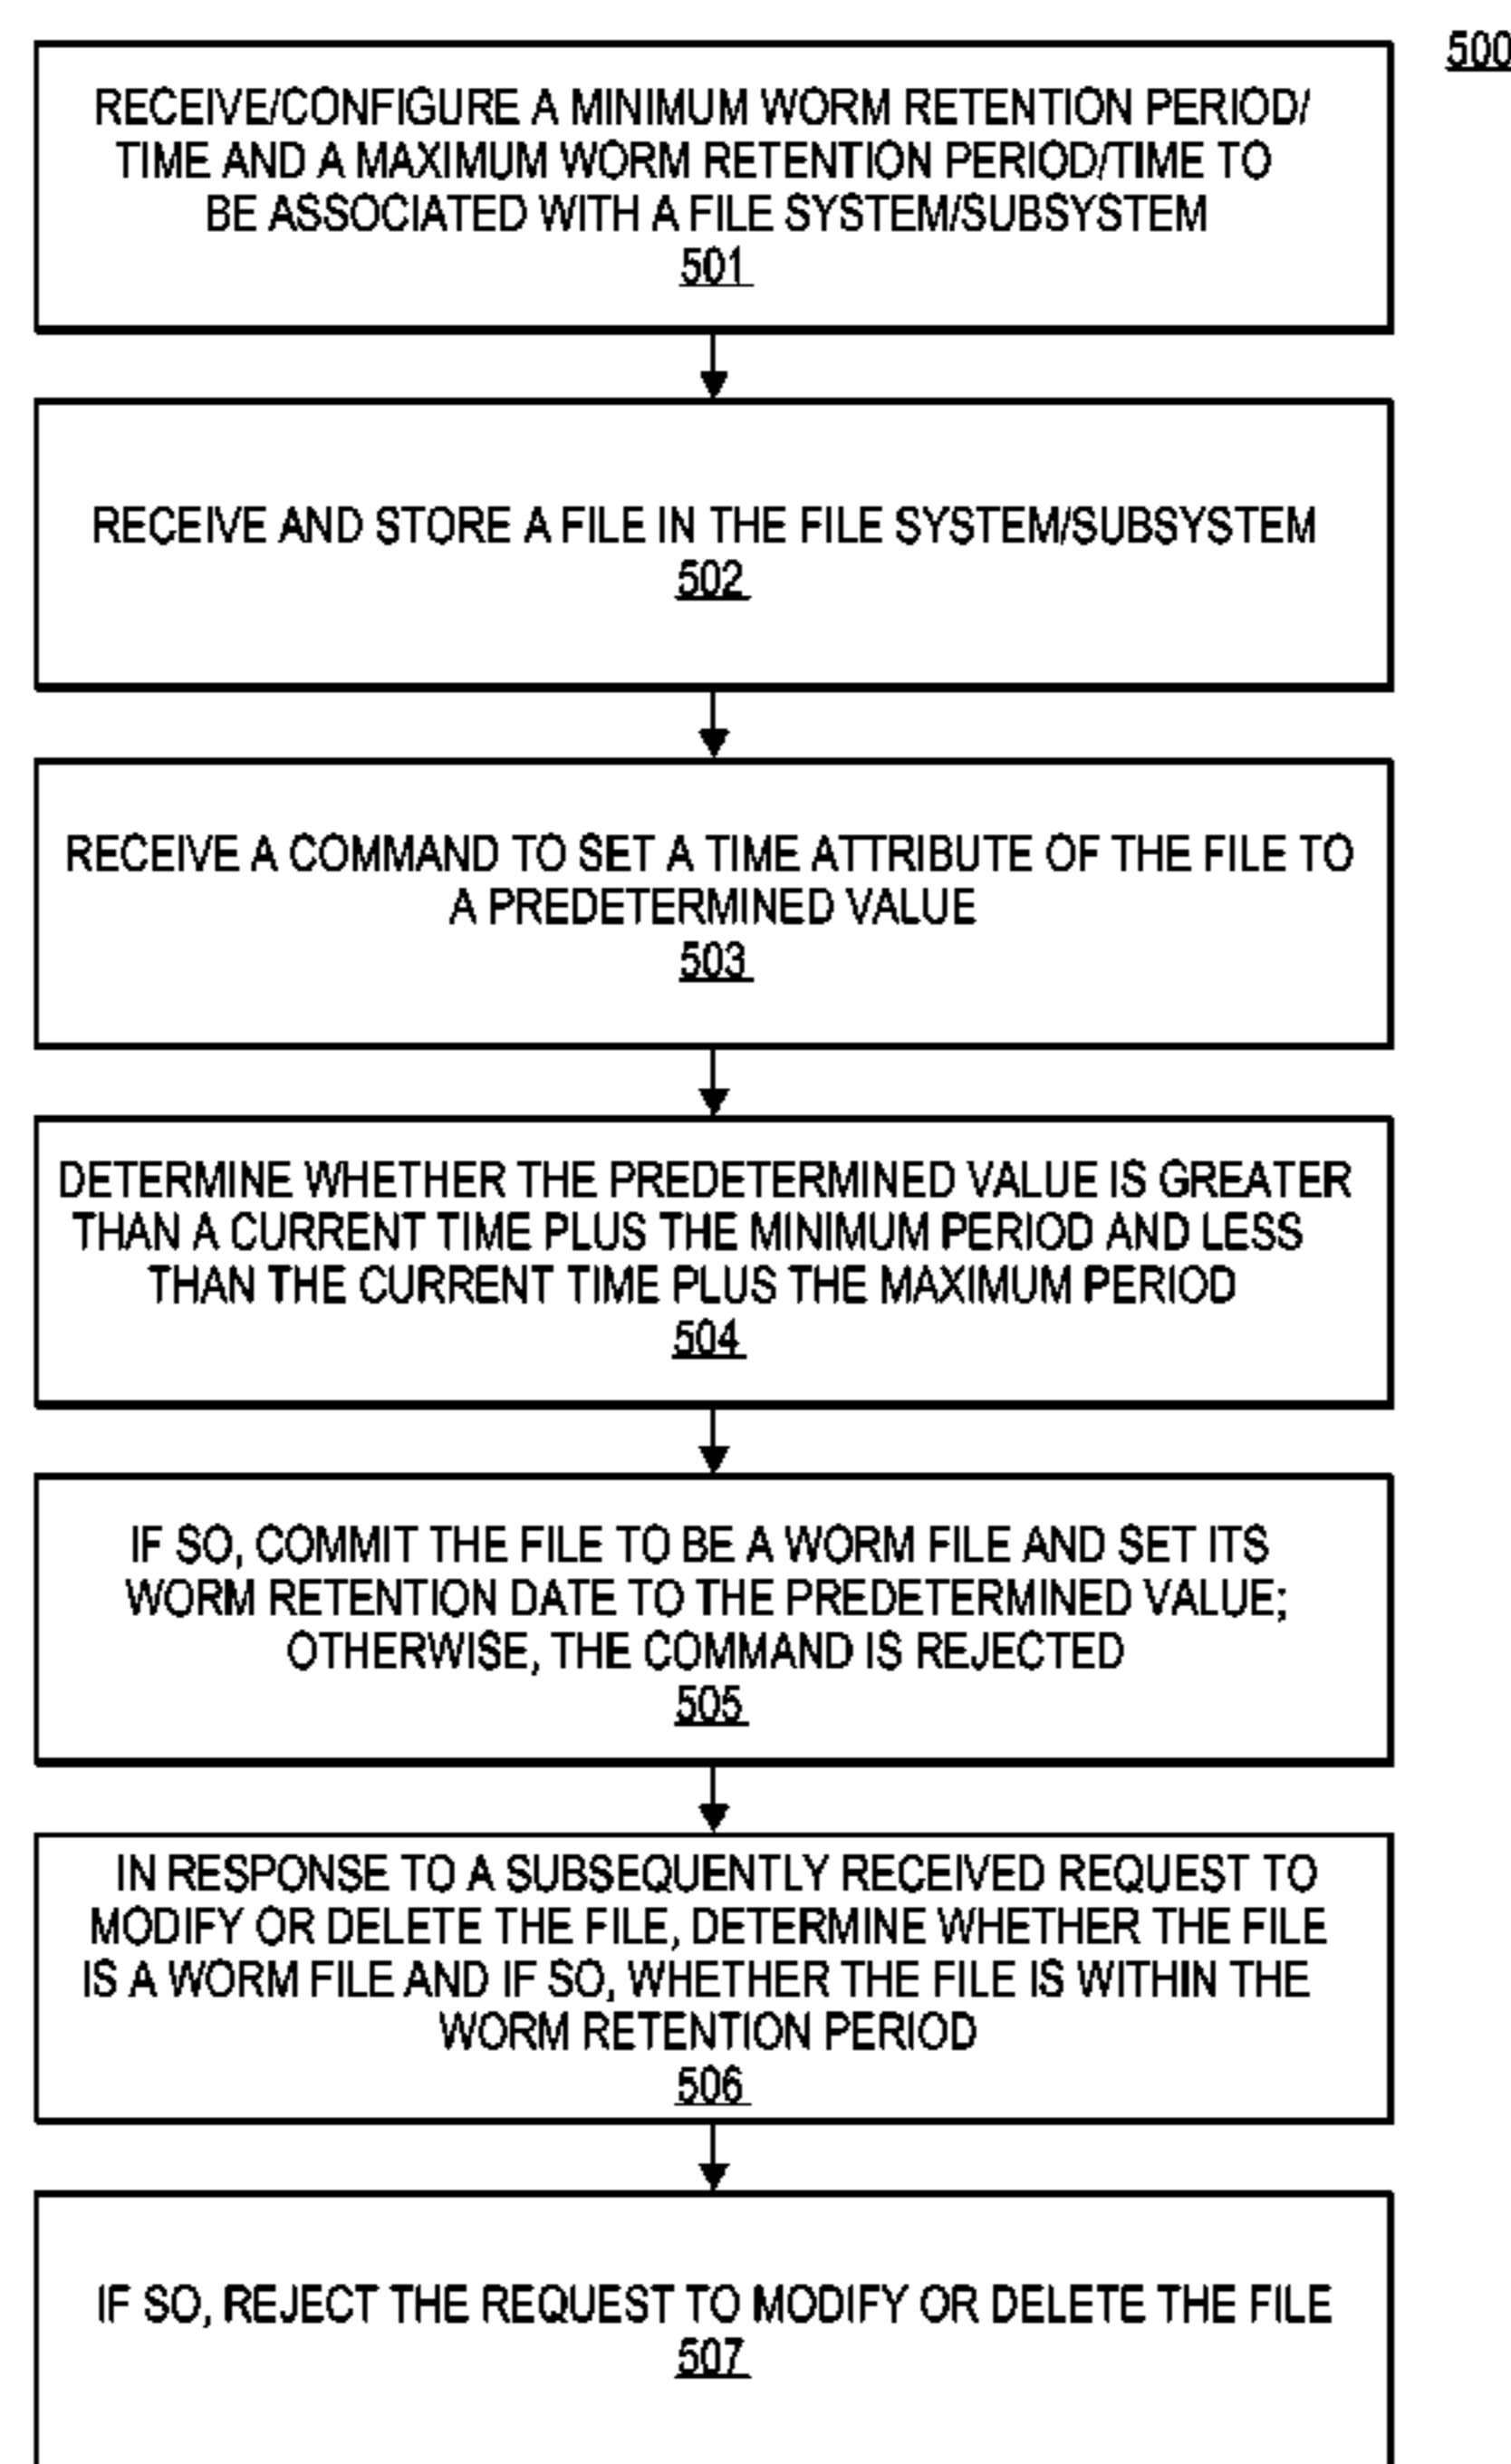 500
RECEIVE/CONFIGURE A MINIMUM WORM RETENTION PERIOD/
TIME AND A MAXIMUM WORM RETENTION PERIOD/TIME TO
BE ASSOCIATED WITH A FILE SYSTEM/SUBSYSTEM
501
RECEIVE AND STORE A FILE IN THE FILE SYSTEM/SUBSYSTEM
502
RECEIVE A COMMAND TO SET A TIME ATTRIBUTE OF THE FILE TO
A PREDETERMINED VALUE
503
DETERMINE WHETHER THE PREDETERMINED VALUE IS GREATER
THAN A CURRENT TIME PLUS THE MINIMUM PERIOD AND LESS
THAN THE CURRENT TIME PLUS THE MAXIMUM PERIOD
504
IF SO, COMMIT THE FILE TO BE A WORM FILE AND SET ITS
WORM RETENTION DATE TO THE PREDETERMINED VALUE;
OTHERWISE, THE COMMAND IS REJECTED
505
IN RESPONSE TO A SUBSEQUENTLY RECEIVED REQUEST TO
MODIFY OR DELETE THE FILE, DETERMINE WHETHER THE FILE
IS A WORM FILE AND IF SO, WHETHER THE FILE IS WITHIN THE
WORM RETENTION PERIOD
506
IF SO, REJECT THE REQUEST TO MODIFY OR DELETE THE FILE
507